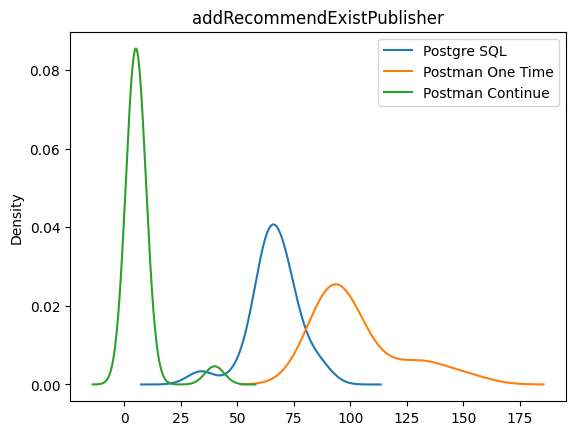 addRecommendExistPublisher
Postgre SQL
Postman One Time
Postman Continue
Density
0.08
0.06
0.04
0.02
0.00
0 25 50 75 100 125 150 175